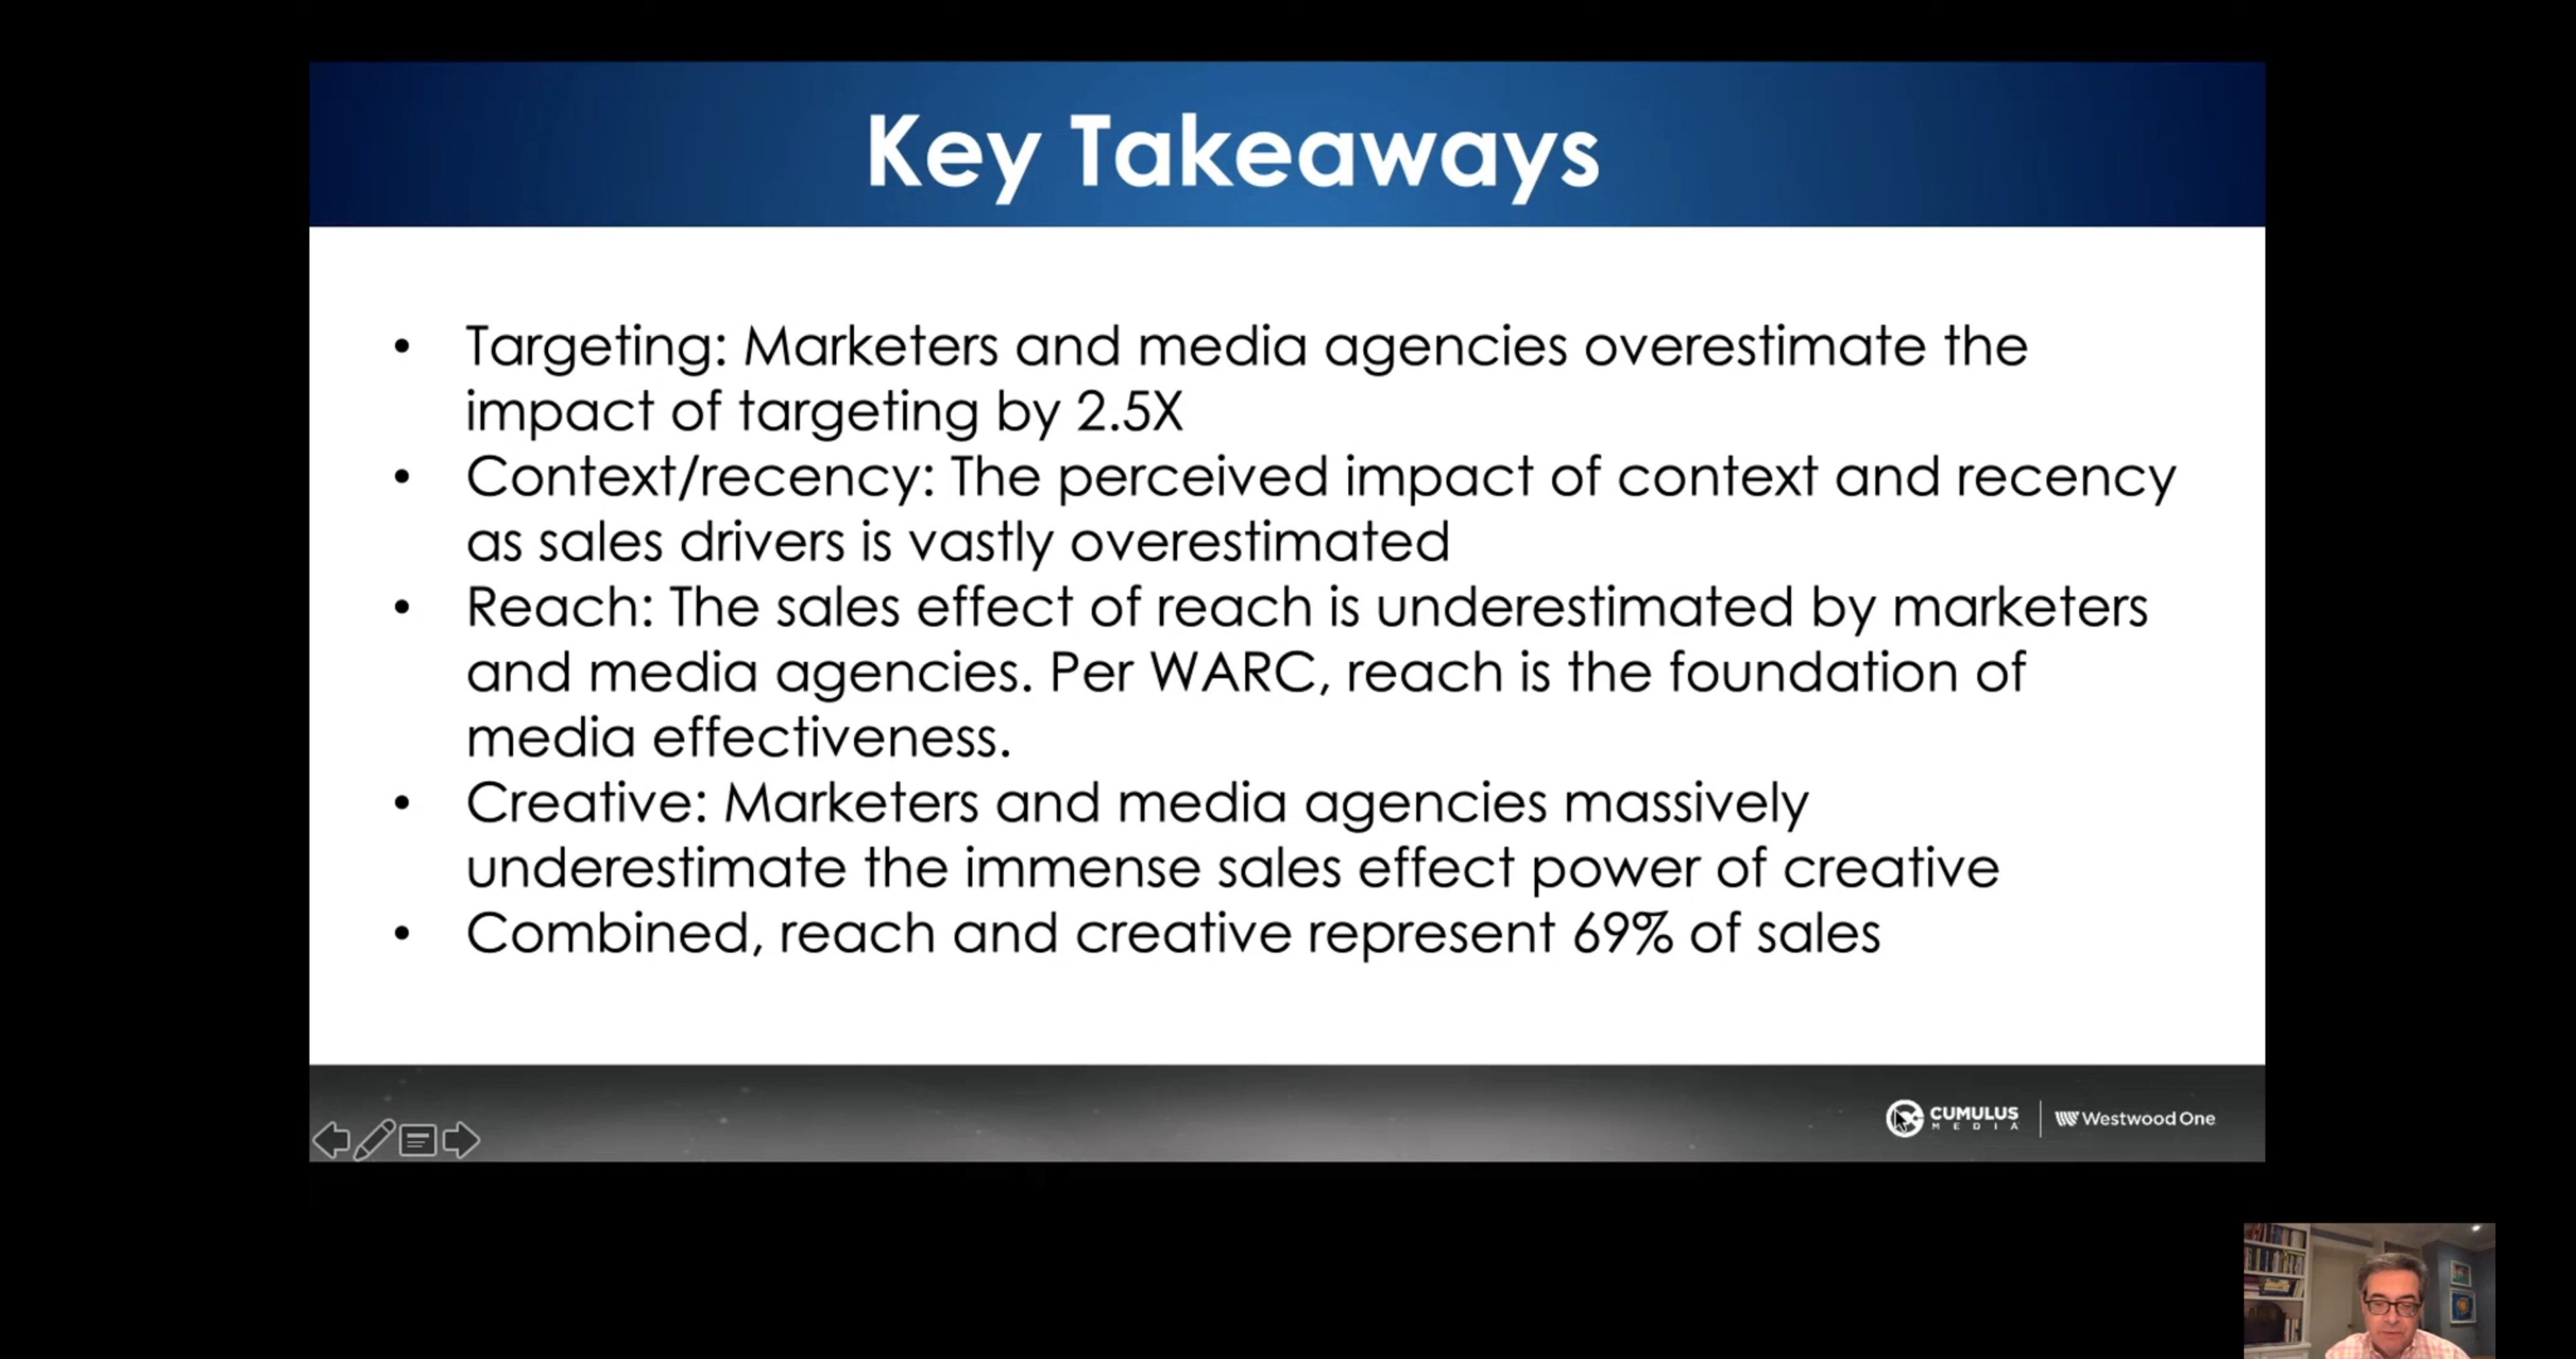 Key Takeaways
• Targeting: Marketers and media agencies overestimate the
impact of targeting by 2.5X
• Context/recency: The perceived impact of context and recency
as sales drivers is vastly overestimated
• Reach: The sales effect of reach is underestimated by marketers
and media agencies. Per WARC, reach is the foundation of
media effectiveness.
• Creative: Marketers and media agencies massively
underestimate the immense sales effect power of creative
• Combined, reach and creative represent 69% of sales
CUMULUS
MEDIA
Westwood One